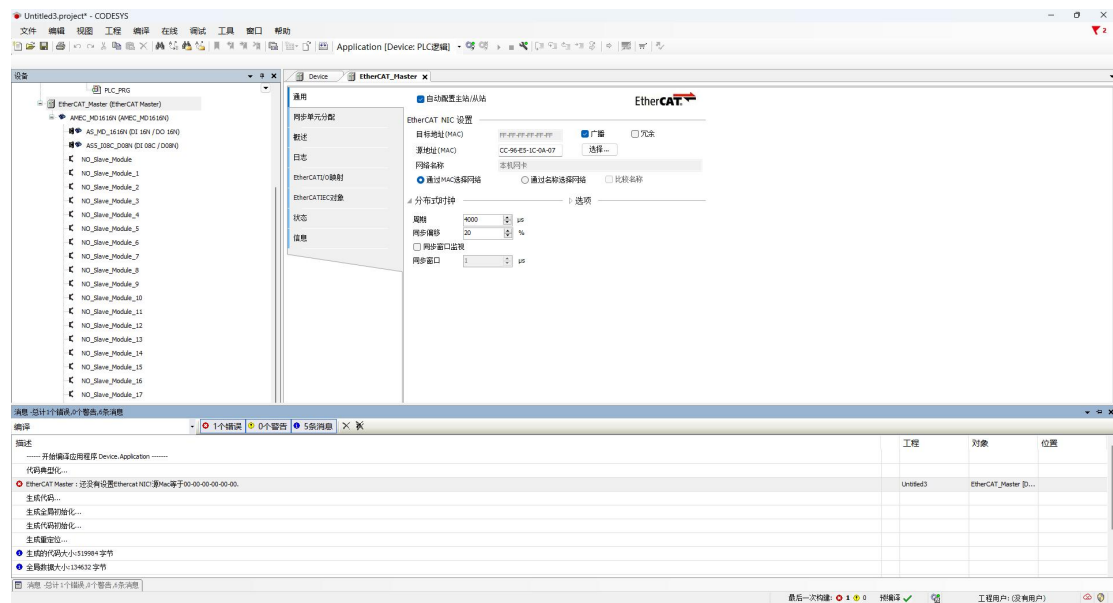 Untitled3.project* - CODESYS
文件 编辑 视图 工程 编译 在线 调试 工具 窗口 帮助
2
Application [Device: PLC逻辑]
设备
PLC_PRG
EtherCAT_Master (EtherCAT Master)
AMEC_MD1616N (AMEC_MD1616N)
AS_MD_1616N (DI 16N / DO 16N)
ASS_I08C_D08N (DI 08C / D08N)
NO_Slave_Module
NO_Slave_Module_1
NO_Slave_Module_2
NO_Slave_Module_3
NO_Slave_Module_4
NO_Slave_Module_5
NO_Slave_Module_6
NO_Slave_Module_7
NO_Slave_Module_8
NO_Slave_Module_9
NO_Slave_Module_10
NO_Slave_Module_11
NO_Slave_Module_12
NO_Slave_Module_13
NO_Slave_Module_14
NO_Slave_Module_15
NO_Slave_Module_16
NO_Slave_Module_17
Device EtherCAT_Master
通用
同步单元分配
概述
日志
EtherCATI/O映射
EtherCATIEC对象
状态
信息
自动配置主站/从站
EtherCAT
EtherCAT NIC 设置
目标地址(MAC) FF-FF-FF-FF-FF-FF 广播 冗余
源地址(MAC) CC-96-E5-1C-0A-07 选择...
网络名称 本机网卡
通过MAC选择网络 通过名称选择网络 比较名称
分布式时钟 选项
周期 4000 µs
同步偏移 20 %
同步窗口监视
同步窗口 1 µs
消息 -总计1个错误,0个警告,6条消息
编译 1个错误 0个警告 5条消息
描述 工程 对象 位置
------ 开始编译应用程序 Device.Application -------
代码典型化...
EtherCAT Master : 还没有设置Ethercat NIC!源Mac等于00-00-00-00-00-00. Untitled3 EtherCAT_Master [D...
生成代码...
生成全局初始化...
生成代码初始化...
生成重定位...
生成的代码大小:519984 字节
全局数据大小:134632 字节
消息 -总计1个错误,0个警告,6条消息
最后一次构建: 1 0 预编译 工程用户: (没有用户)